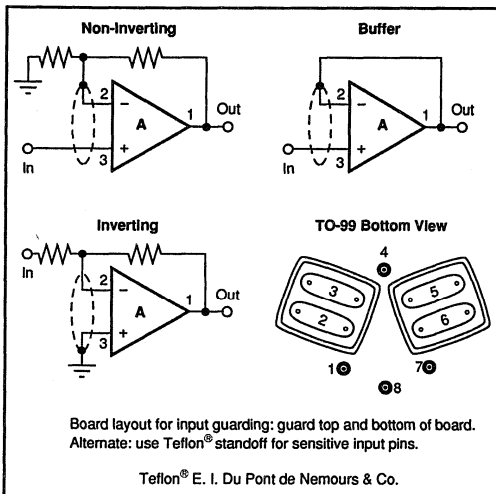 Non-Inverting
2
−
A
1
Out
+
3
In
Buffer
2
−
A
1
Out
+
3
In
Inverting
In
2
−
A
1
Out
+
3
TO-99 Bottom View
4
3
5
2
6
1
7
8
Board layout for input guarding: guard top and bottom of board.
Alternate: use Teflon® standoff for sensitive input pins.
Teflon® E. I. Du Pont de Nemours & Co.